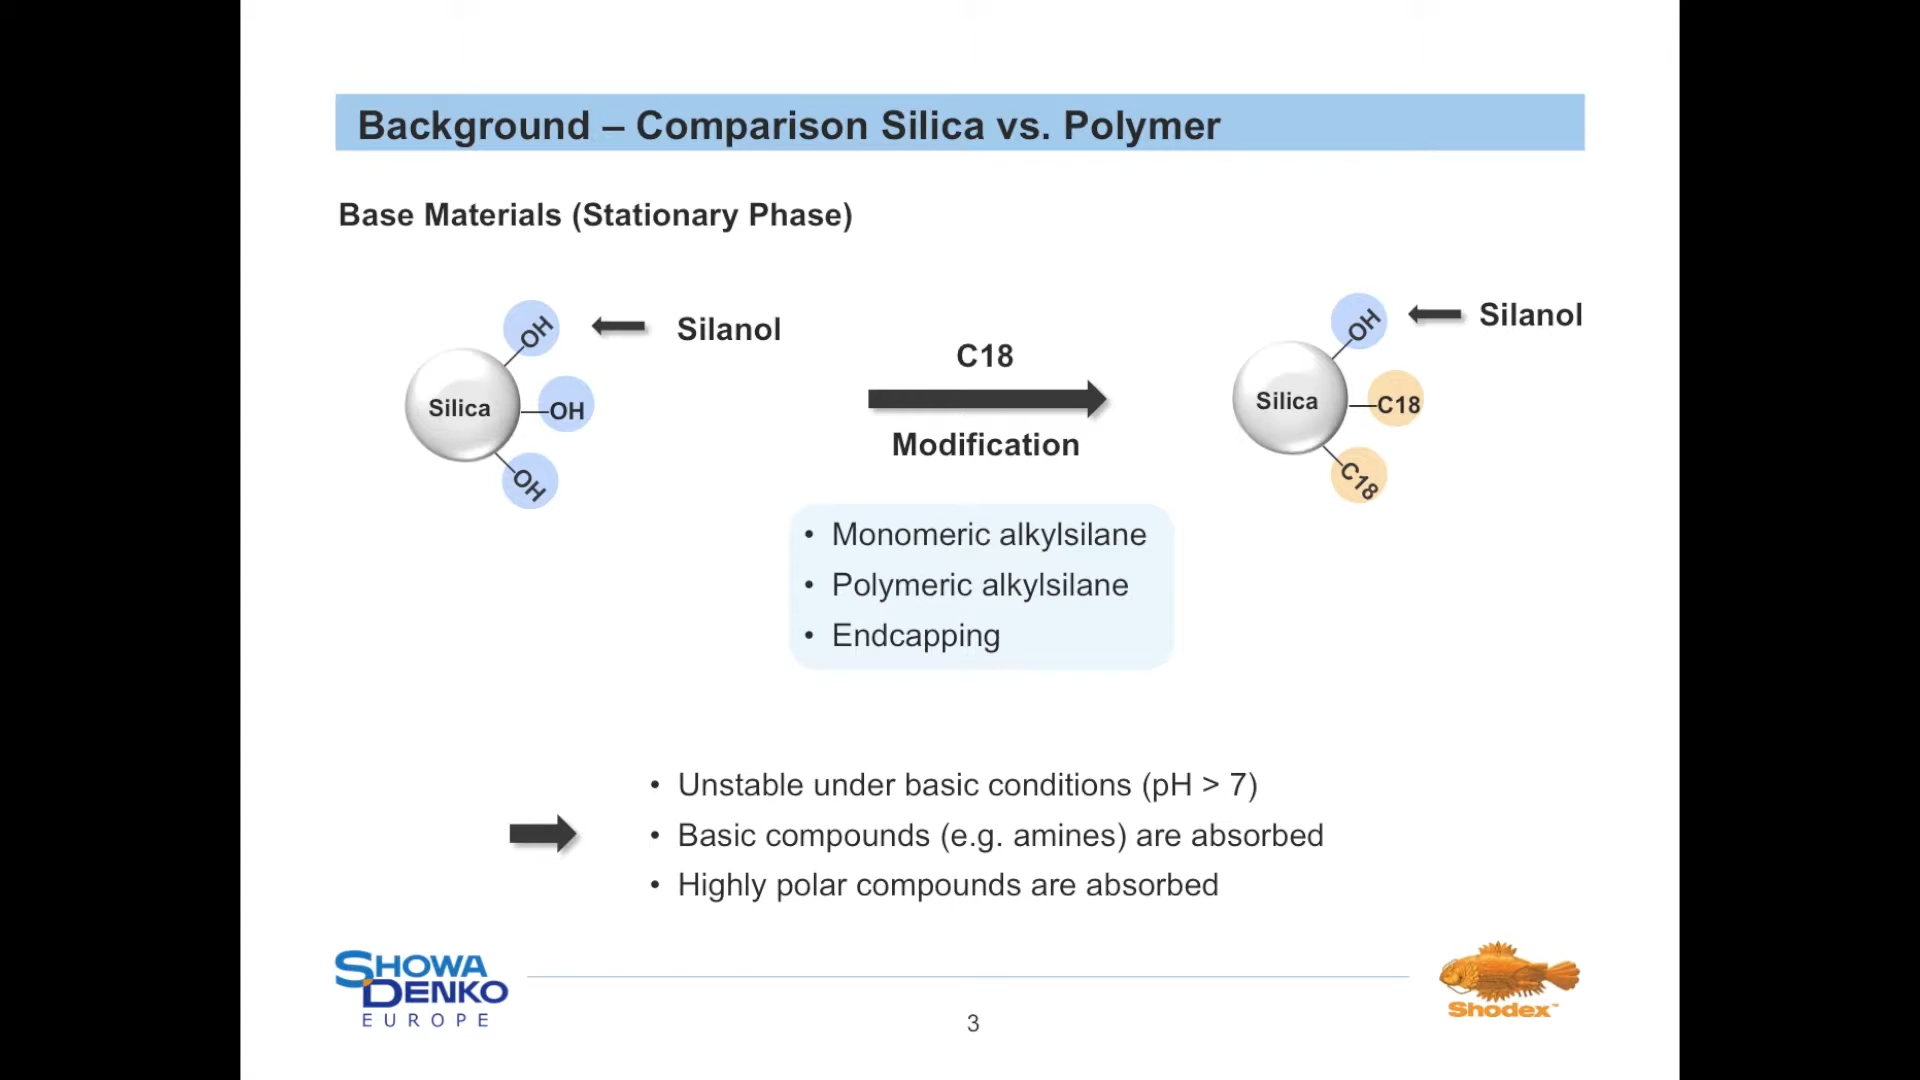 Background – Comparison Silica vs. Polymer
Base Materials (Stationary Phase)
OH
Silanol
Silica
OH
OH
C18
Modification
OH
Silanol
Silica
C18
C18
• Monomeric alkylsilane
• Polymeric alkylsilane
• Endcapping
• Unstable under basic conditions (pH > 7)
• Basic compounds (e.g. amines) are absorbed
• Highly polar compounds are absorbed
SHOWA
DENKO
EUROPE
3
Shodex™